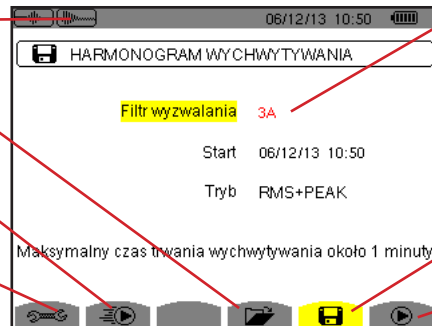 06/12/13 10:50
HARMONOGRAM WYCHWYTYWANIA
Filtr wyzwalania 3A
Start 06/12/13 10:50
Tryb RMS+PEAK
Maksymalny czas trwania wychwytywania około 1 minuty